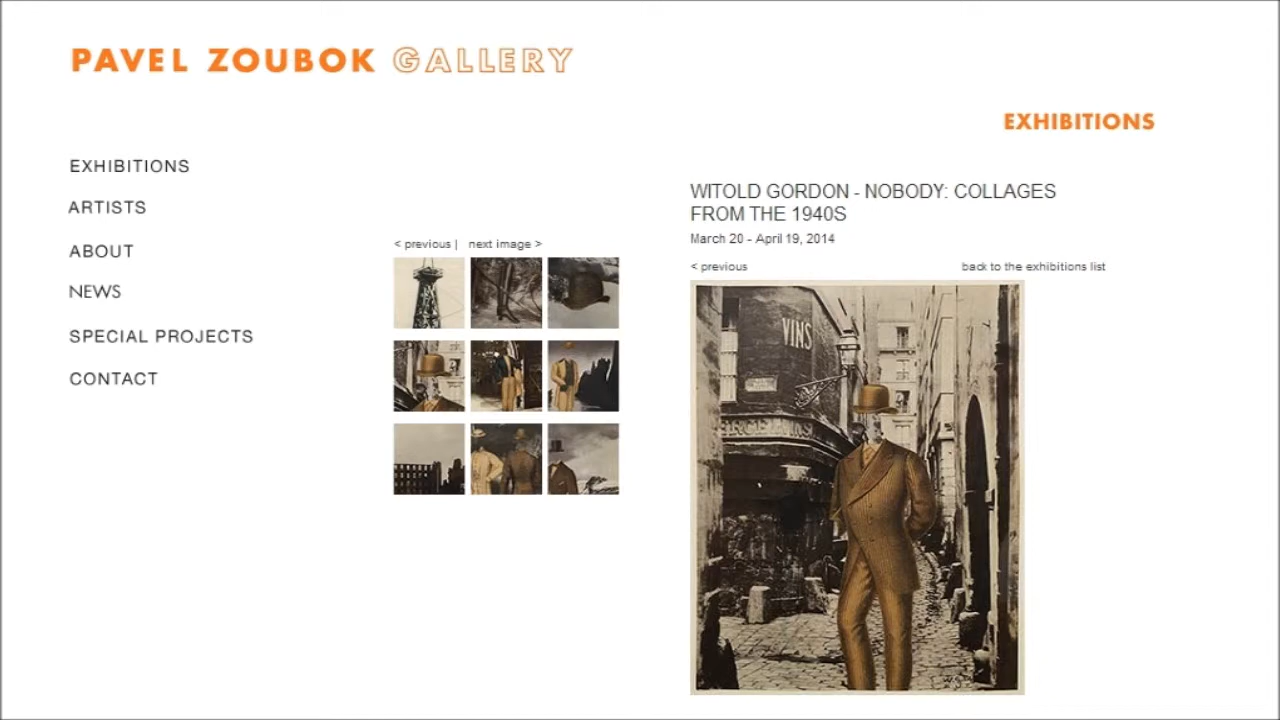 PAVEL ZOUBOK GALLERY
EXHIBITIONS
EXHIBITIONS
ARTISTS
ABOUT
NEWS
SPECIAL PROJECTS
CONTACT
< previous | next image >
WITOLD GORDON - NOBODY: COLLAGES
FROM THE 1940S
March 20 - April 19, 2014
< previous back to the exhibitions list
VINS